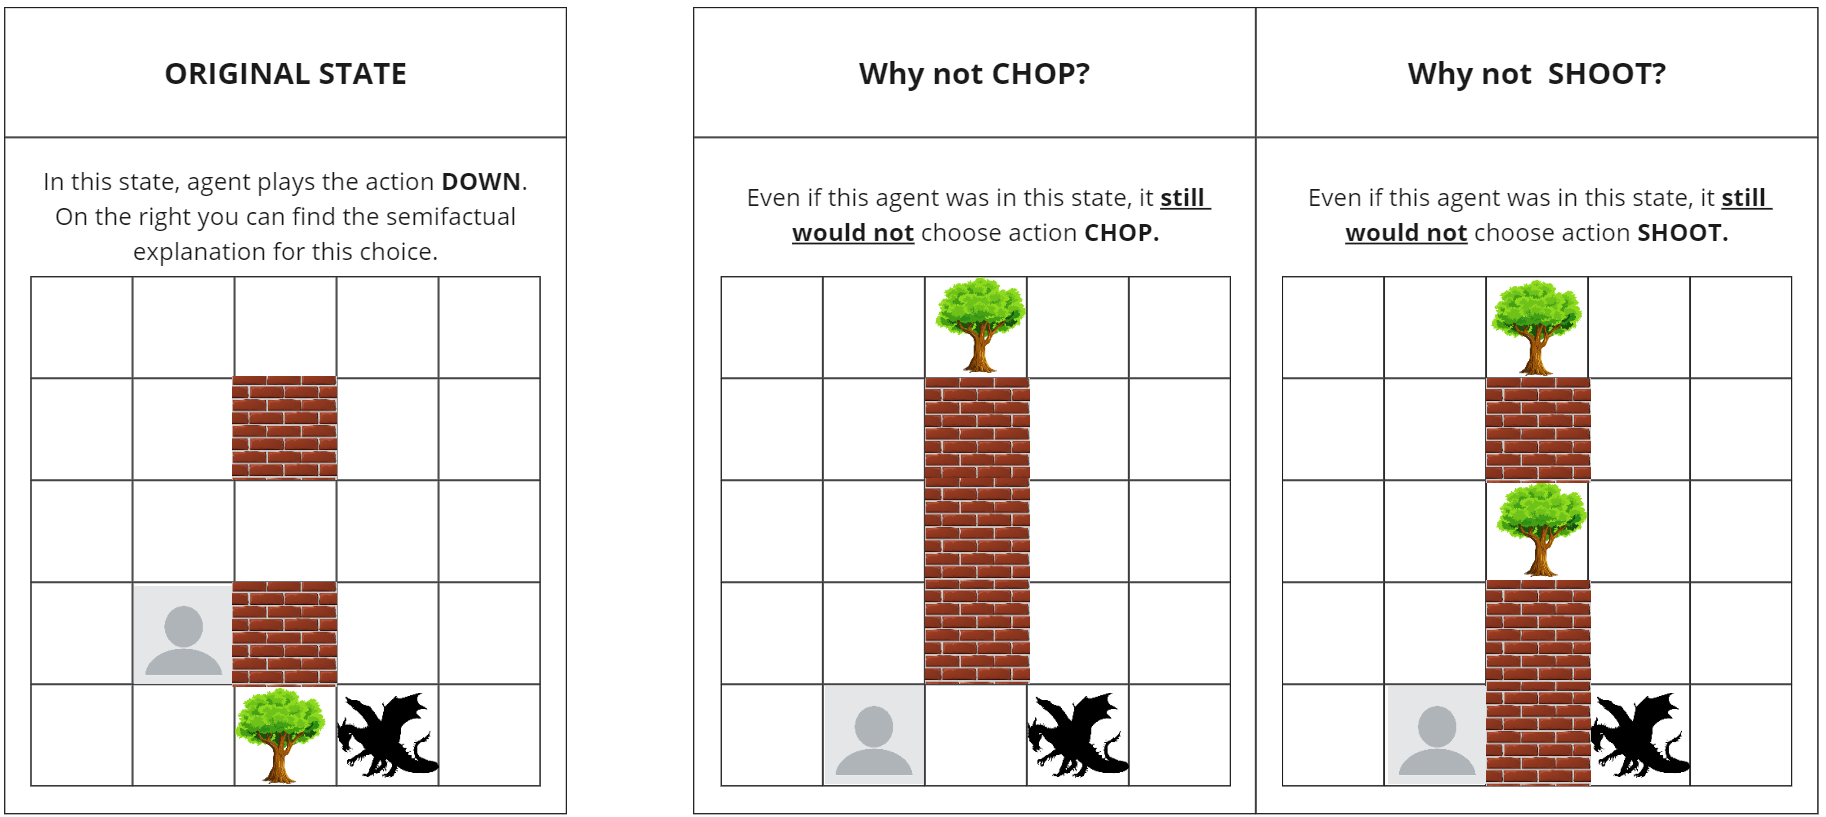 ORIGINAL STATE
In this state, agent plays the action DOWN.
On the right you can find the semifactual
explanation for this choice.
Why not CHOP?
Even if this agent was in this state, it still
would not choose action CHOP.
Why not SHOOT?
Even if this agent was in this state, it still
would not choose action SHOOT.